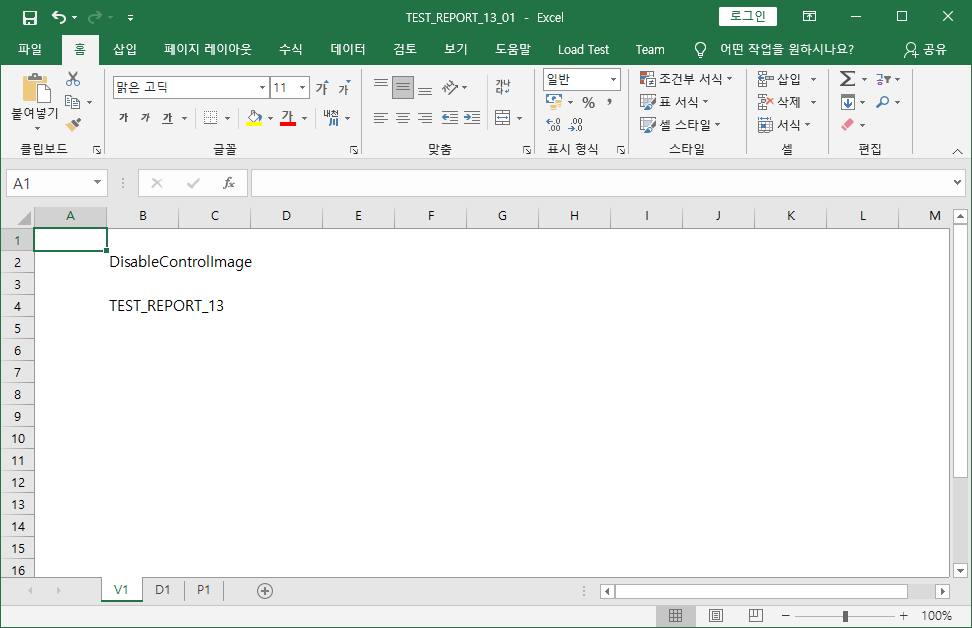 TEST_REPORT_13_01 - Excel
로그인
파일 홈 삽입 페이지 레이아웃 수식 데이터 검토 보기 도움말 Load Test Team 어떤 작업을 원하시나요? 공유
붙여넣기
클립보드
맑은 고딕 11 가 가
가 가 가 가 내천
글꼴
맞춤
일반
% ,
표시 형식
조건부 서식
표 서식
셀 스타일
스타일
삽입
삭제
서식
셀
편집
A1 fx
A B C D E F G H I J K L M
1
2 DisableControlImage
3
4 TEST_REPORT_13
5
6
7
8
9
10
11
12
13
14
15
16
V1 D1 P1
100%